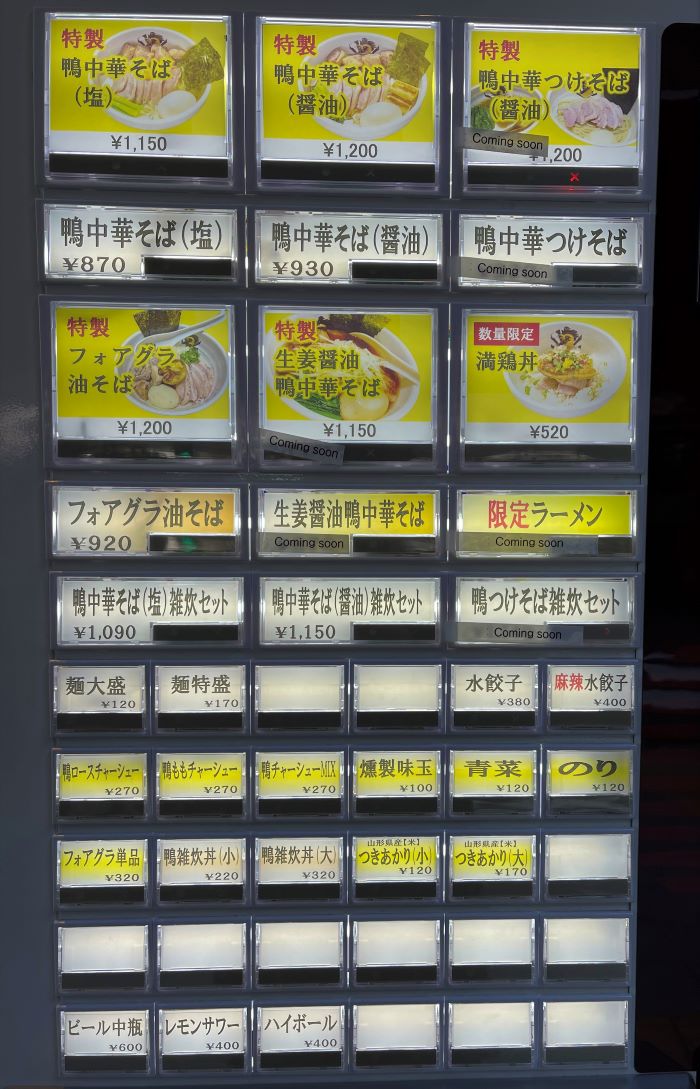 特製
鴨中華そば
(塩)
¥1,150
特製
鴨中華そば
(醤油)
¥1,200
特製
鴨中華つけそば
(醤油)
Coming soon
¥1,200
鴨中華そば(塩)
¥870
鴨中華そば(醤油)
¥930
鴨中華つけそば
Coming soon
特製
フォアグラ
油そば
¥1,200
特製
生姜醤油
鴨中華そば
¥1,150
Coming soon
数量限定
満鶏丼
¥520
フォアグラ油そば
¥920
生姜醤油鴨中華そば
Coming soon
限定ラーメン
Coming soon
鴨中華そば(塩)雑炊セット
¥1,090
鴨中華そば(醤油)雑炊セット
¥1,150
鴨つけそば雑炊セット
Coming soon
麺大盛
¥120
麺特盛
¥170
水餃子
¥380
麻辣水餃子
¥400
鴨ロースチャーシュー
¥270
鴨ももチャーシュー
¥270
鴨チャーシューMIX
¥270
燻製味玉
¥100
青菜
¥120
のり
¥120
フォアグラ単品
¥320
鴨雑炊丼(小)
¥220
鴨雑炊丼(大)
¥320
山形県産【米】
つきあかり(小)
¥120
山形県産【米】
つきあかり(大)
¥170
ビール中瓶
¥600
レモンサワー
¥400
ハイボール
¥400